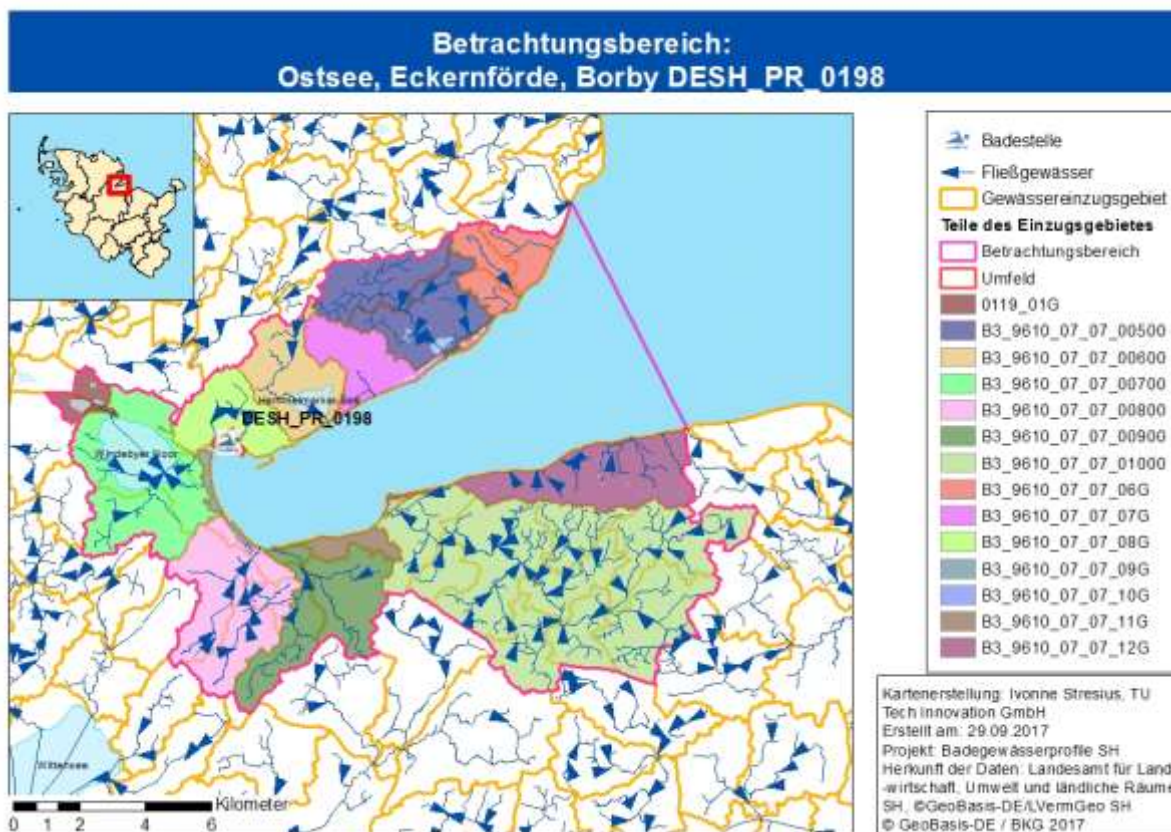 Betrachtungsbereich:
Ostsee, Eckernförde, Borby DESH_PR_0198
Badestelle
Fließgewässer
Gewässereinzugsgebiet
Teile des Einzugsgebietes
Betrachtungsbereich
Umfeld
0119_01G
B3_9610_07_07_00500
B3_9610_07_07_00600
B3_9610_07_07_00700
B3_9610_07_07_00800
B3_9610_07_07_00900
B3_9610_07_07_01000
B3_9610_07_07_06G
B3_9610_07_07_07G
B3_9610_07_07_08G
B3_9610_07_07_09G
B3_9610_07_07_10G
B3_9610_07_07_11G
B3_9610_07_07_12G
DESH_PR_0198
Windebyer Noor
Wittensee
Kilometer
0 1 2 4 6
Kartenerstellung: Ivonne Stresius, TU
Tech Innovation GmbH
Erstellt am: 29.09.2017
Projekt: Badegewässerprofile SH
Herkunft der Daten: Landesamt für Land
-wirtschaft, Umwelt und ländliche Räume
SH, ©GeoBasis-DE/LVermGeo SH
© GeoBasis-DE / BKG 2017